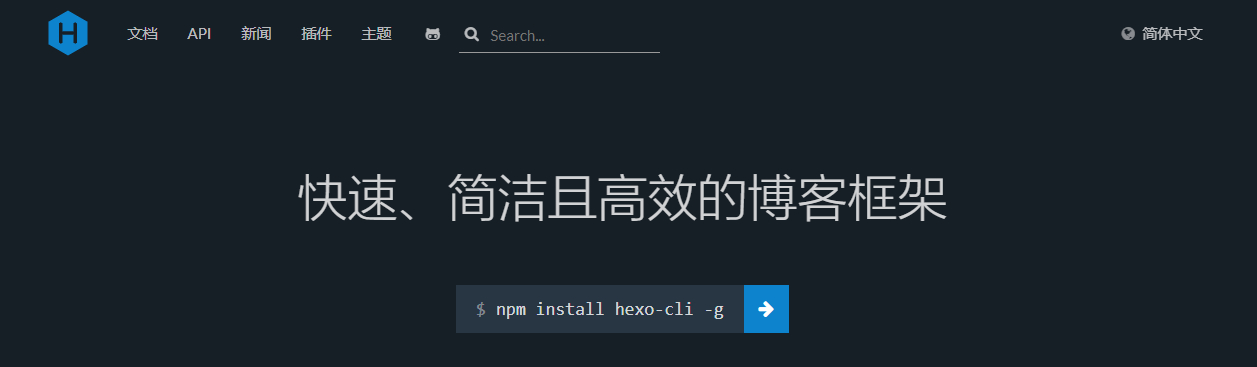 H 文档 API 新闻 插件 主题 Search... 简体中文
快速、简洁且高效的博客框架
$ npm install hexo-cli -g